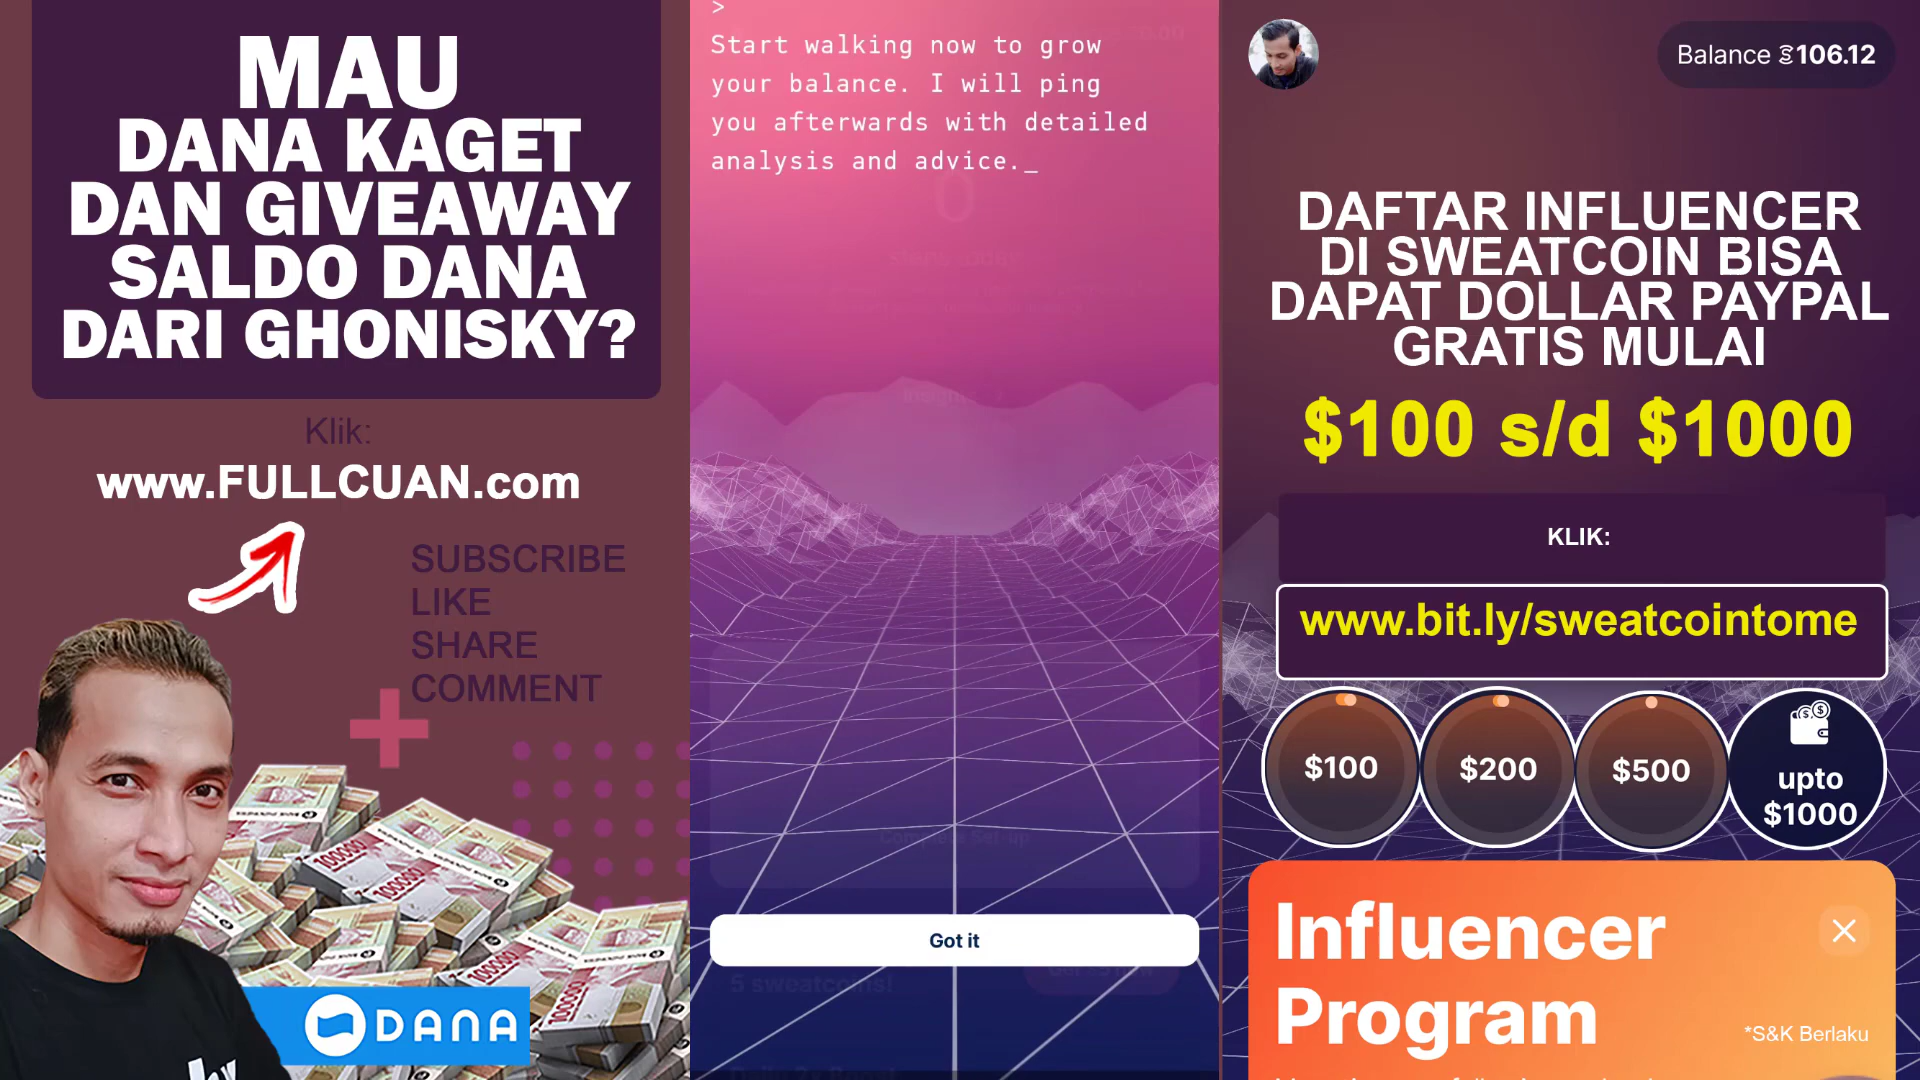 MAU
DANA KAGET
DAN GIVEAWAY
SALDO DANA
DARI GHONISKY?
Klik:
www.FULLCUAN.com
SUBSCRIBE
LIKE
SHARE
COMMENT
DANA
>
Start walking now to grow
your balance. I will ping
you afterwards with detailed
analysis and advice._
0
Got it
5 sweatcoins!
Balance 106.12
DAFTAR INFLUENCER
DI SWEATCOIN BISA
DAPAT DOLLAR PAYPAL
GRATIS MULAI
$100 s/d $1000
KLIK:
www.bit.ly/sweatcointome
$100
$200
$500
upto
$1000
Influencer
Program
*S&K Berlaku